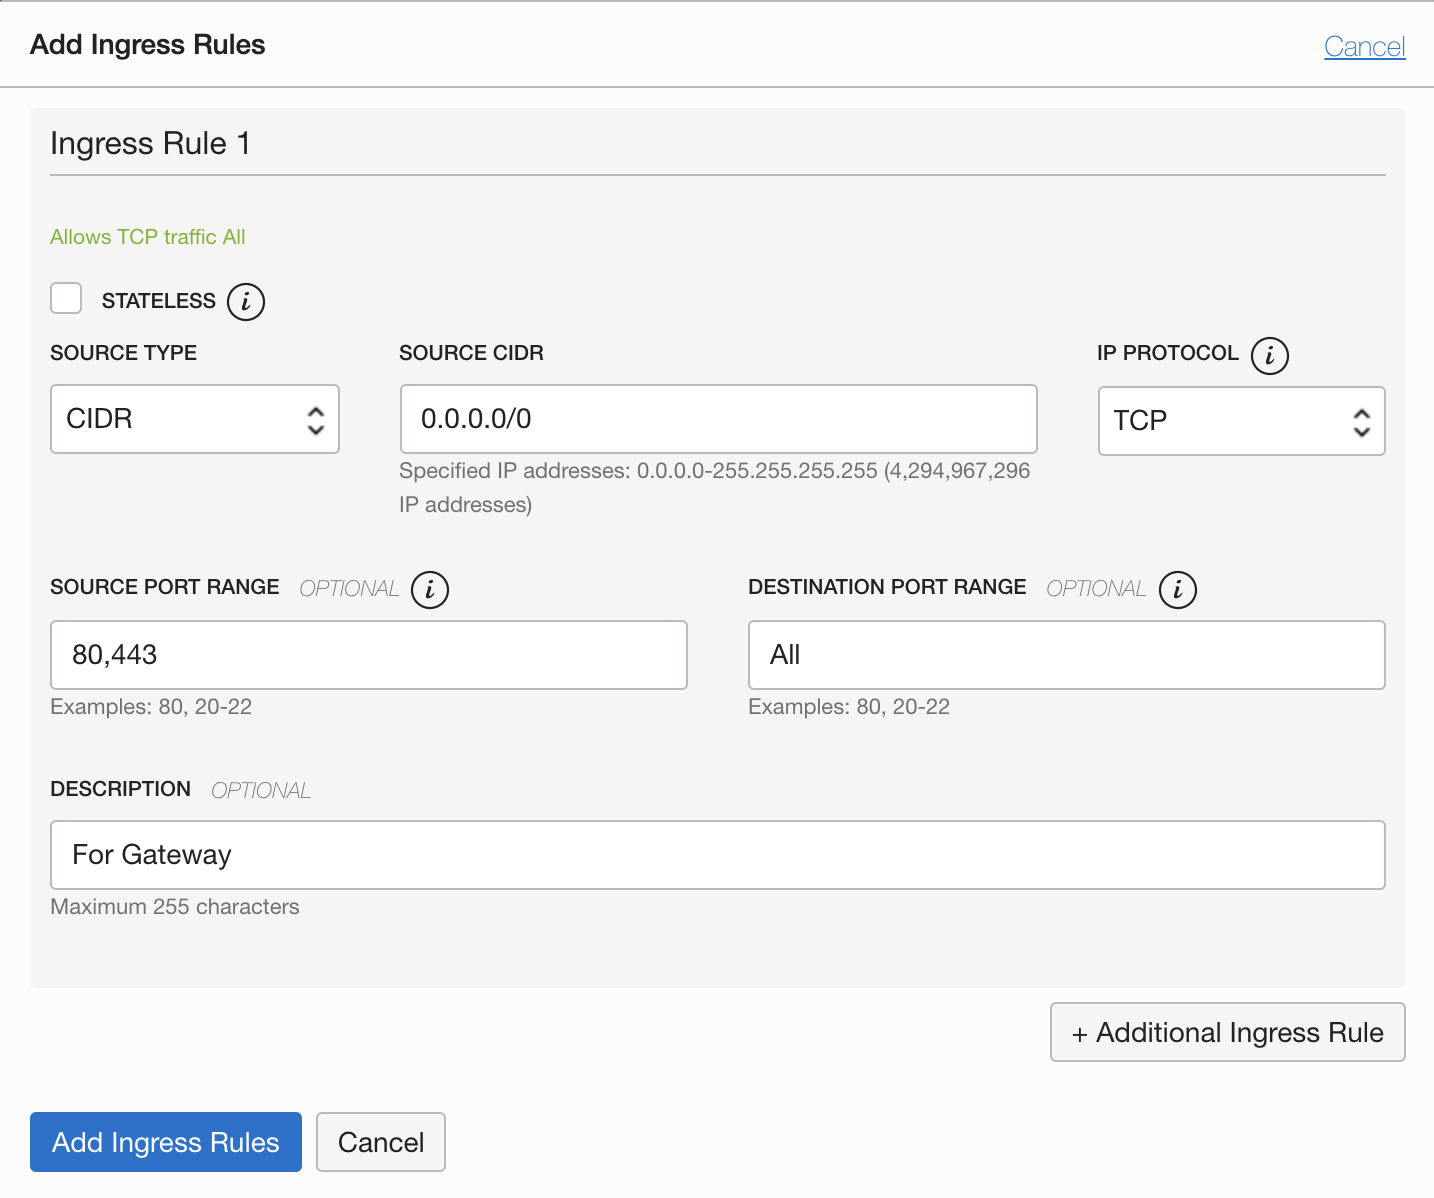 Add Ingress Rules
Cancel
Ingress Rule 1
Allows TCP traffic All
STATELESS i
SOURCE TYPE
SOURCE CIDR
IP PROTOCOL i
CIDR
0.0.0.0/0
TCP
Specified IP addresses: 0.0.0.0-255.255.255.255 (4,294,967,296
IP addresses)
SOURCE PORT RANGE OPTIONAL i
DESTINATION PORT RANGE OPTIONAL i
80,443
All
Examples: 80, 20-22
Examples: 80, 20-22
DESCRIPTION OPTIONAL
For Gateway
Maximum 255 characters
+ Additional Ingress Rule
Add Ingress Rules
Cancel